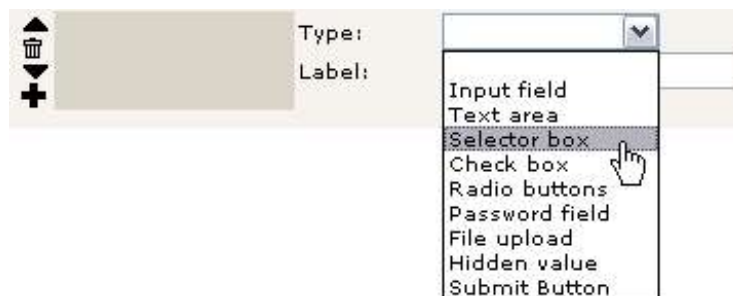 Type:
Label:
Input field
Text area
Selector box
Check box
Radio buttons
Password field
File upload
Hidden value
Submit Button